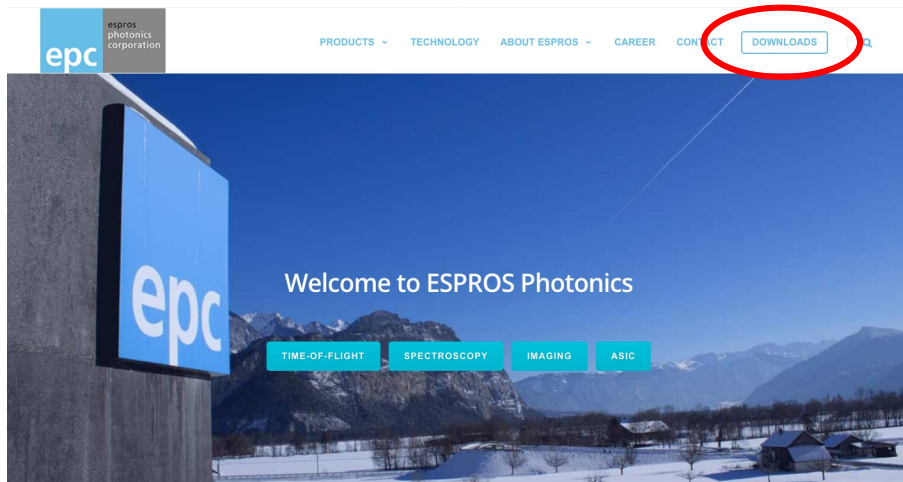 epc
espros
photonics
corporation
PRODUCTS
TECHNOLOGY
ABOUT ESPROS
CAREER
CONTACT
DOWNLOADS
epc
Welcome to ESPROS Photonics
TIME-OF-FLIGHT
SPECTROSCOPY
IMAGING
ASIC